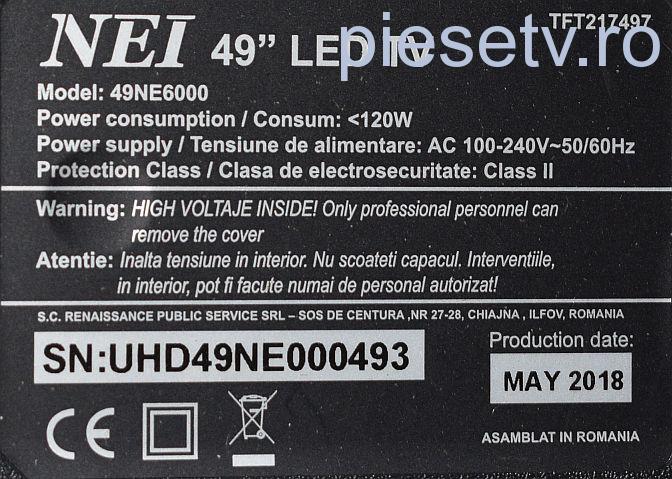 TFT217497
piesetv.ro
NEI 49” LED TV
Model: 49NE6000
Power consumption / Consum: <120W
Power supply / Tensiune de alimentare: AC 100-240V~50/60Hz
Protection Class / Clasa de electrosecuritate: Class II
Warning: HIGH VOLTAJE INSIDE! Only professional personnel can
remove the cover
Atentie: Inalta tensiune in interior. Nu scoateti capacul. Interventiile,
in interior, pot fi facute numai de personal autorizat!
S.C. RENAISSANCE PUBLIC SERVICE SRL – SOS DE CENTURA ,NR 27-28, CHIAJNA , ILFOV, ROMANIA
SN:UHD49NE000493
Production date:
MAY 2018
CE
ASAMBLAT IN ROMANIA